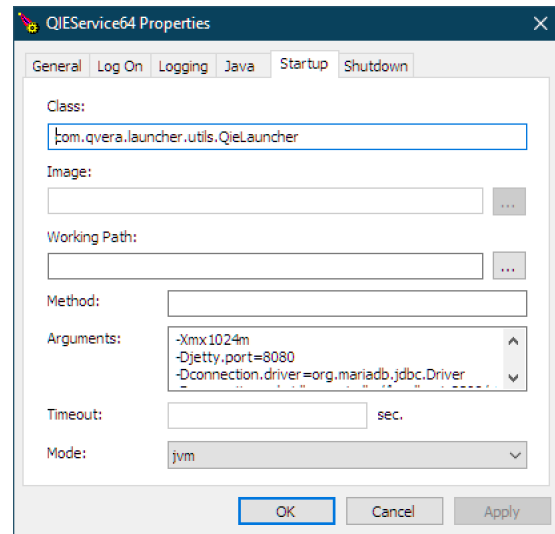 QIEService64 Properties
General Log On Logging Java Startup Shutdown
Class:
com.qvera.launcher.utils.QieLauncher
Image:
...
Working Path:
...
Method:
Arguments:
-Xmx1024m
-Djetty.port=8080
-Dconnection.driver=org.mariadb.jdbc.Driver
Timeout:
sec.
Mode:
jvm
OK Cancel Apply